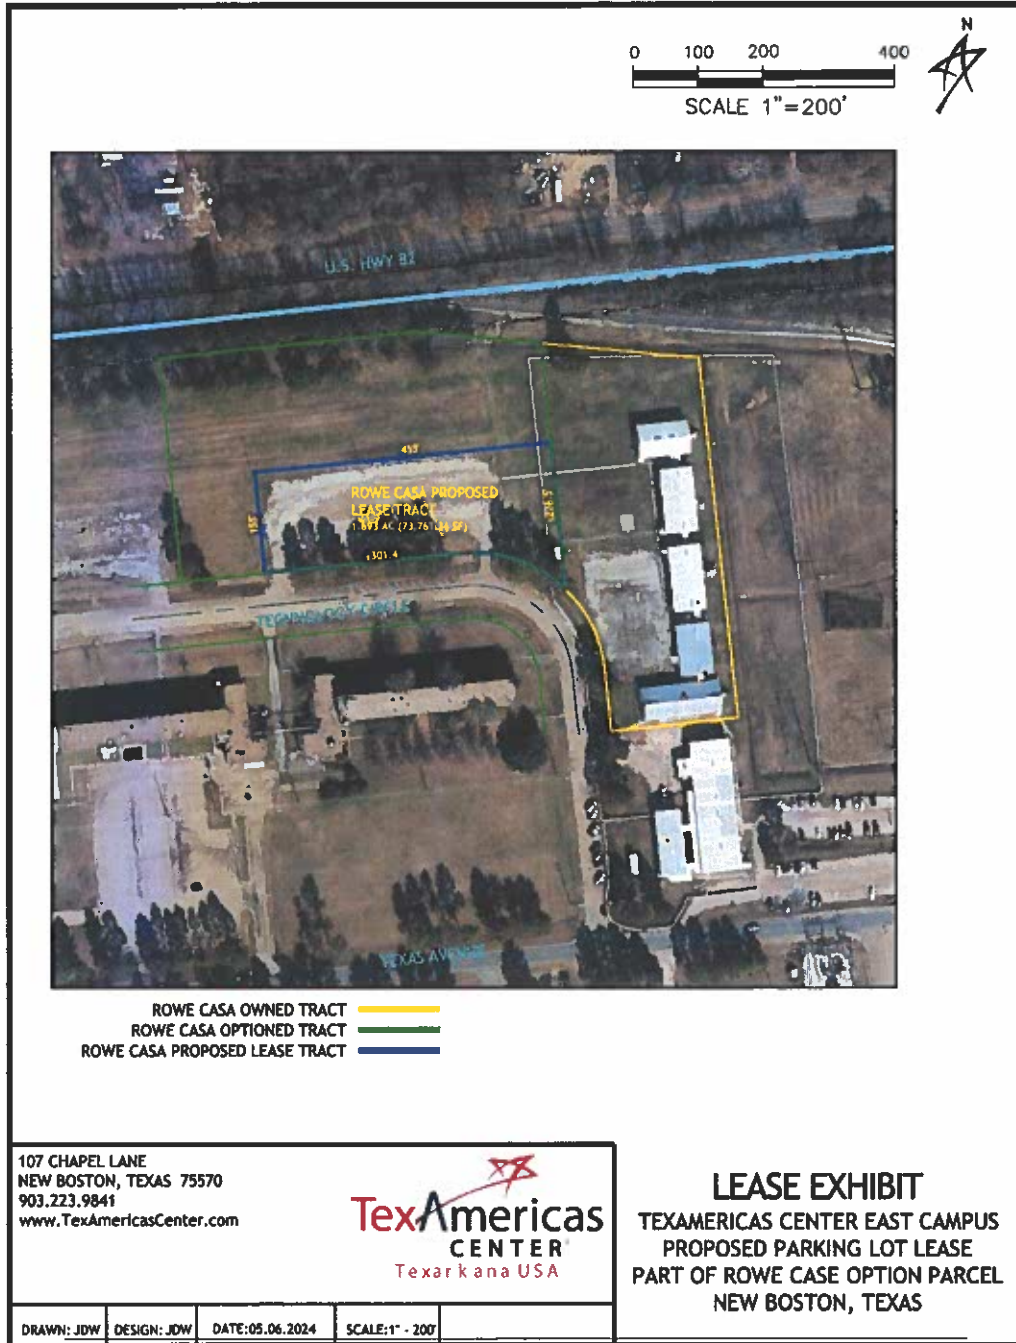 N
0 100 200 400
SCALE 1"=200'
U.S. HWY 82
453'
ROWE CASA PROPOSED
LEASE TRACT
155'
226.5'
301.4
TECHNOLOGY CIRCLE
TEXAS AVENUE
ROWE CASA OWNED TRACT
ROWE CASA OPTIONED TRACT
ROWE CASA PROPOSED LEASE TRACT
107 CHAPEL LANE
NEW BOSTON, TEXAS 75570
903.223.9841
www.TexAmericasCenter.com
TexAmericas
CENTER
Texarkana USA
LEASE EXHIBIT
TEXAMERICAS CENTER EAST CAMPUS
PROPOSED PARKING LOT LEASE
PART OF ROWE CASE OPTION PARCEL
NEW BOSTON, TEXAS
DRAWN: JDW DESIGN: JDW DATE:05.06.2024 SCALE:1" - 200'